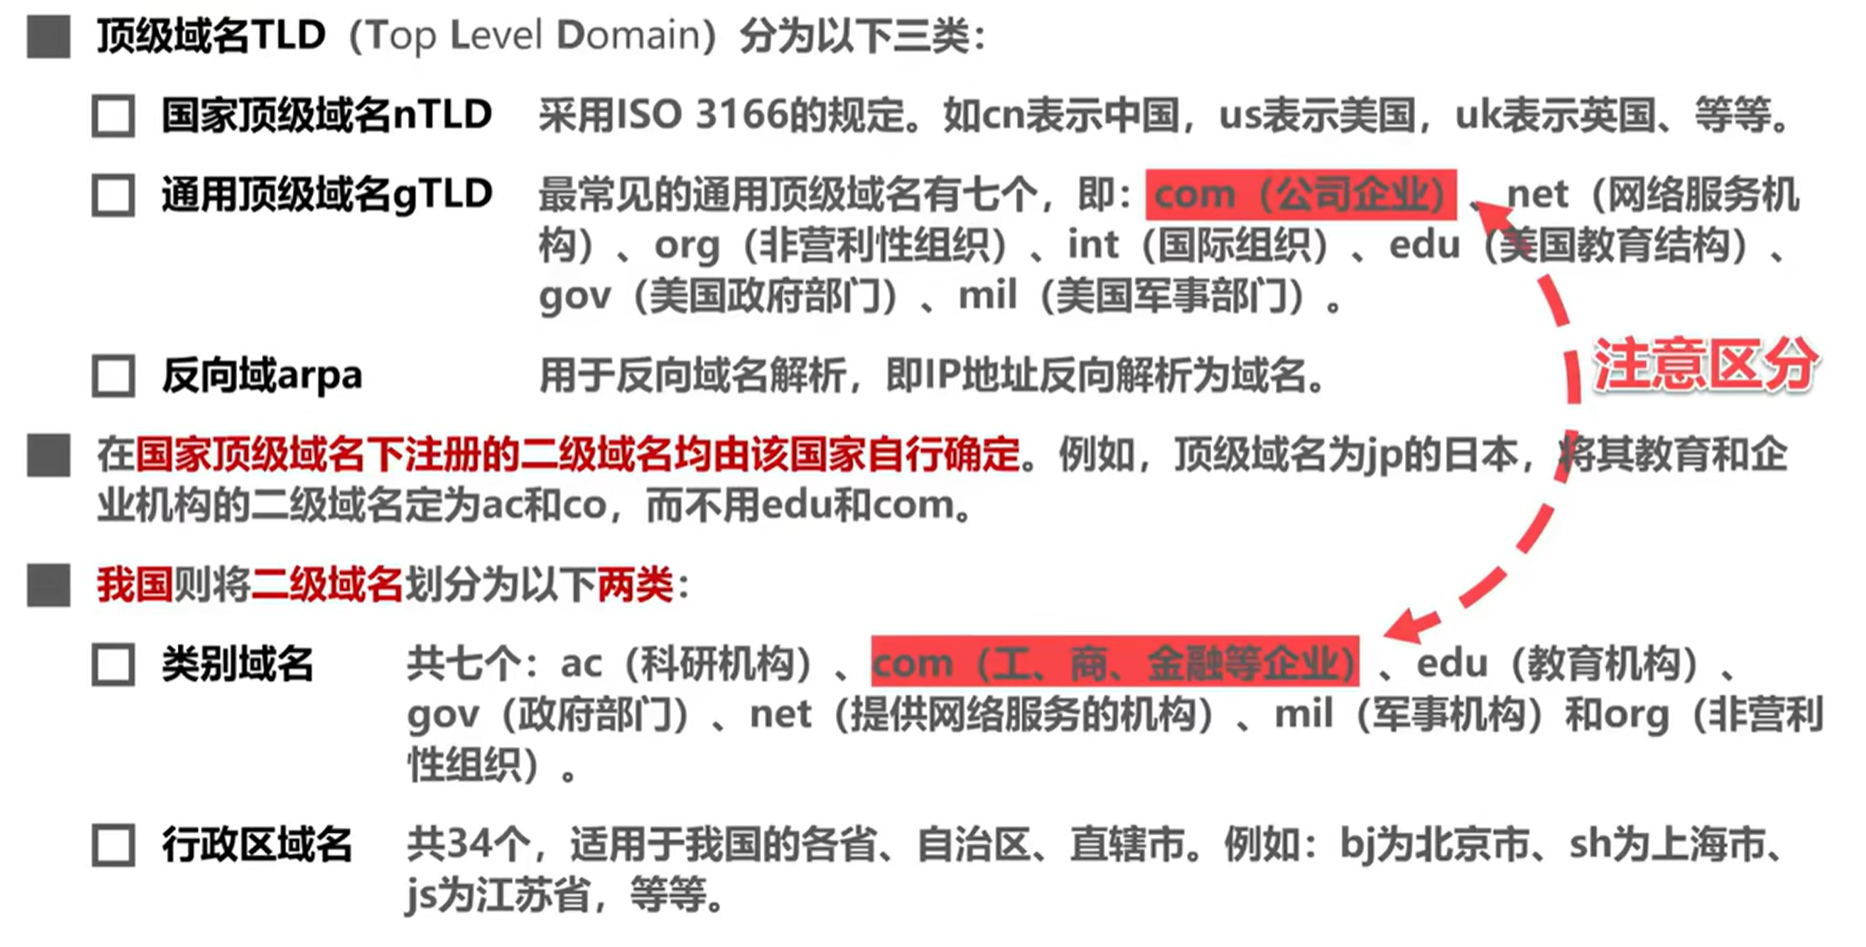 顶级域名TLD（Top Level Domain）分为以下三类：
国家顶级域名nTLD 采用ISO 3166的规定。如cn表示中国，us表示美国，uk表示英国、等等。
通用顶级域名gTLD 最常见的通用顶级域名有七个，即：com（公司企业）、net（网络服务机
构）、org（非营利性组织）、int（国际组织）、edu（美国教育结构）、
gov（美国政府部门）、mil（美国军事部门）。
注意区分
反向域arpa 用于反向域名解析，即IP地址反向解析为域名。
在国家顶级域名下注册的二级域名均由该国家自行确定。例如，顶级域名为jp的日本，将其教育和企
业机构的二级域名定为ac和co，而不用edu和com。
我国则将二级域名划分为以下两类：
类别域名 共七个：ac（科研机构）、com（工、商、金融等企业）、edu（教育机构）、
gov（政府部门）、net（提供网络服务的机构）、mil（军事机构）和org（非营利
性组织）。
行政区域名 共34个，适用于我国的各省、自治区、直辖市。例如：bj为北京市、sh为上海市、
js为江苏省，等等。